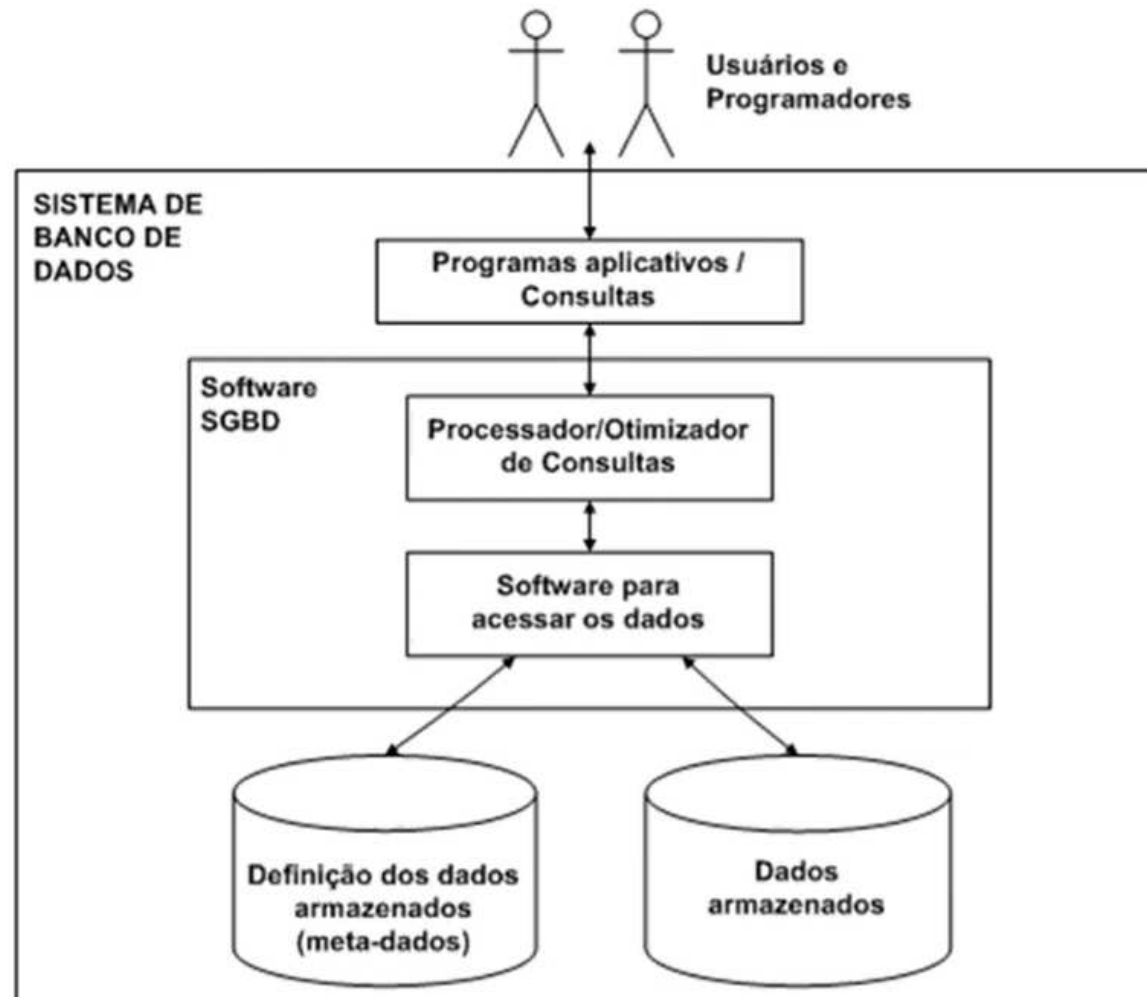 Usuários e
Programadores
SISTEMA DE
BANCO DE
DADOS
Programas aplicativos /
Consultas
Software
SGBD
Processador/Otimizador
de Consultas
Software para
acessar os dados
Definição dos dados
armazenados
(meta-dados)
Dados
armazenados